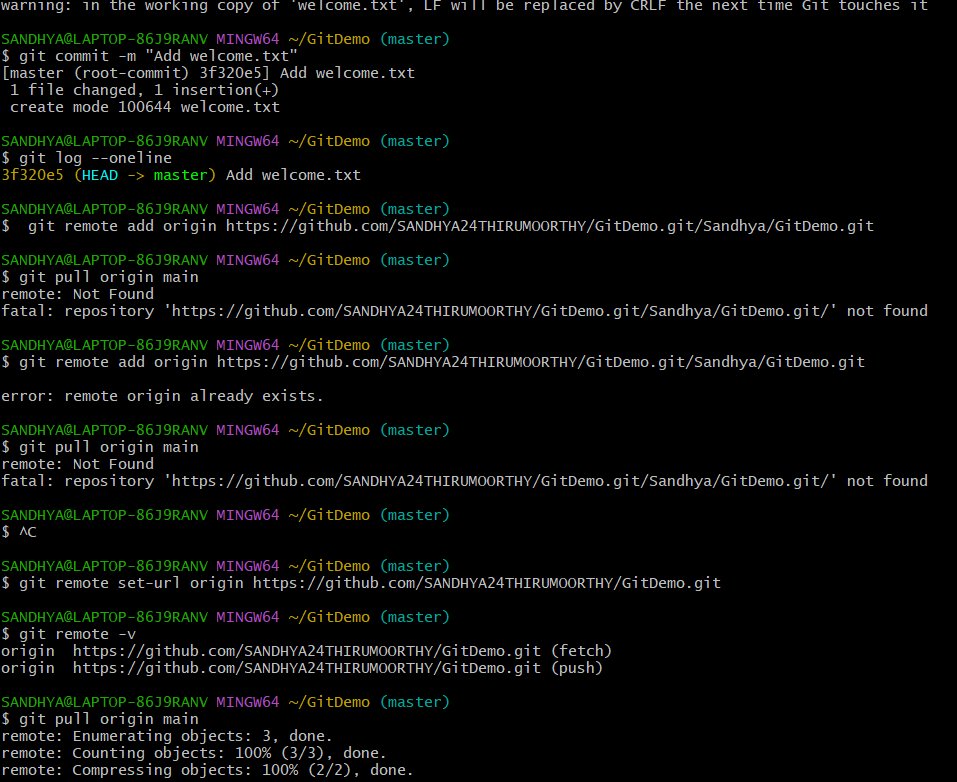 warning: in the working copy of 'welcome.txt', LF will be replaced by CRLF the next time Git touches it
SANDHYA@LAPTOP-86J9RANV MINGW64 ~/GitDemo (master)
$ git commit -m "Add welcome.txt"
[master (root-commit) 3f320e5] Add welcome.txt
 1 file changed, 1 insertion(+)
 create mode 100644 welcome.txt
SANDHYA@LAPTOP-86J9RANV MINGW64 ~/GitDemo (master)
$ git log --oneline
3f320e5 (HEAD -> master) Add welcome.txt
SANDHYA@LAPTOP-86J9RANV MINGW64 ~/GitDemo (master)
$  git remote add origin https://github.com/SANDHYA24THIRUMOORTHY/GitDemo.git/Sandhya/GitDemo.git
SANDHYA@LAPTOP-86J9RANV MINGW64 ~/GitDemo (master)
$ git pull origin main
remote: Not Found
fatal: repository 'https://github.com/SANDHYA24THIRUMOORTHY/GitDemo.git/Sandhya/GitDemo.git/' not found
SANDHYA@LAPTOP-86J9RANV MINGW64 ~/GitDemo (master)
$ git remote add origin https://github.com/SANDHYA24THIRUMOORTHY/GitDemo.git/Sandhya/GitDemo.git
error: remote origin already exists.
SANDHYA@LAPTOP-86J9RANV MINGW64 ~/GitDemo (master)
$ git pull origin main
remote: Not Found
fatal: repository 'https://github.com/SANDHYA24THIRUMOORTHY/GitDemo.git/Sandhya/GitDemo.git/' not found
SANDHYA@LAPTOP-86J9RANV MINGW64 ~/GitDemo (master)
$ ^C
SANDHYA@LAPTOP-86J9RANV MINGW64 ~/GitDemo (master)
$ git remote set-url origin https://github.com/SANDHYA24THIRUMOORTHY/GitDemo.git
SANDHYA@LAPTOP-86J9RANV MINGW64 ~/GitDemo (master)
$ git remote -v
origin  https://github.com/SANDHYA24THIRUMOORTHY/GitDemo.git (fetch)
origin  https://github.com/SANDHYA24THIRUMOORTHY/GitDemo.git (push)
SANDHYA@LAPTOP-86J9RANV MINGW64 ~/GitDemo (master)
$ git pull origin main
remote: Enumerating objects: 3, done.
remote: Counting objects: 100% (3/3), done.
remote: Compressing objects: 100% (2/2), done.